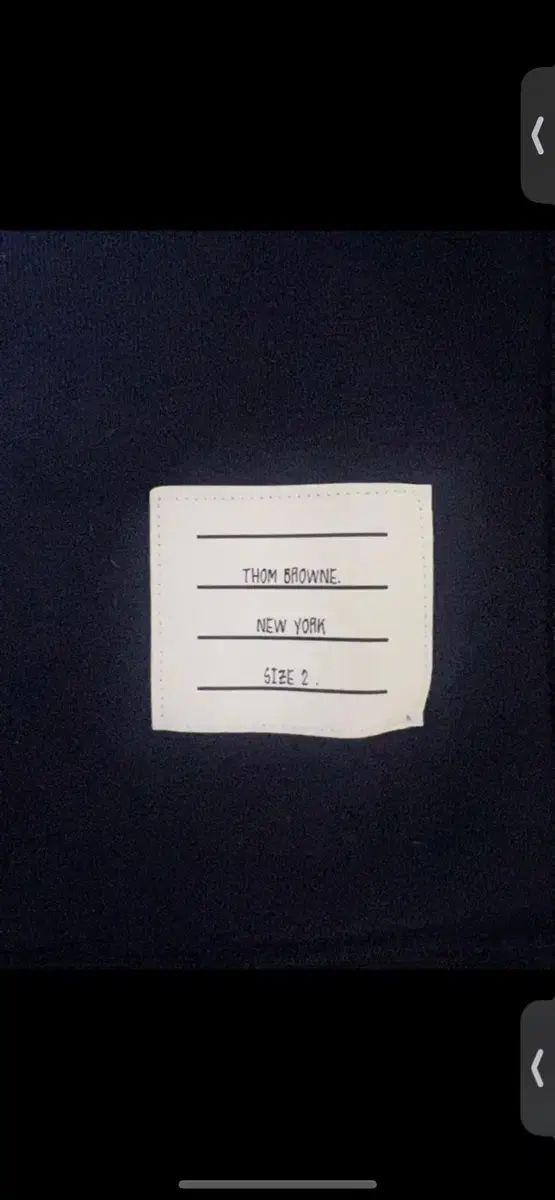 THOM BROWNE.
NEW YORK
SIZE 2 .